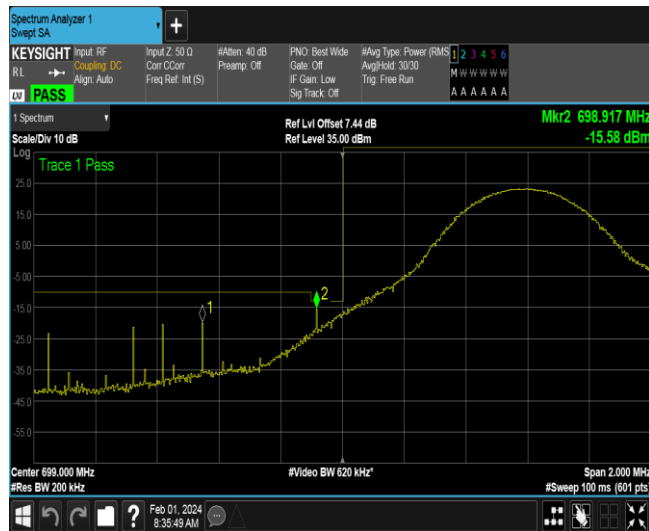 Spectrum Analyzer 1
Swept SA
+
KEYSIGHT
RL
LXI PASS
Input: RF
Coupling: DC
Align: Auto
Input Z: 50 Ω
Corr CCorr
Freq Ref: Int (S)
#Atten: 40 dB
Preamp: Off
PNO: Best Wide
Gate: Off
IF Gain: Low
Sig Track: Off
#Avg Type: Power (RMS
Avg|Hold: 30/30
Trig: Free Run
1 2 3 4 5 6
M W W W W W
A A A A A A
1 Spectrum
Scale/Div 10 dB
Ref Lvl Offset 7.44 dB
Ref Level 35.00 dBm
Mkr2 698.917 MHz
-15.58 dBm
Log
Trace 1 Pass
25.0
15.0
5.00
-5.00
-15.0
-25.0
-35.0
-45.0
-55.0
1
2
Center 699.000 MHz
#Res BW 200 kHz
#Video BW 620 kHz*
Span 2.000 MHz
#Sweep 100 ms (601 pts)
?
Feb 01, 2024
8:35:49 AM